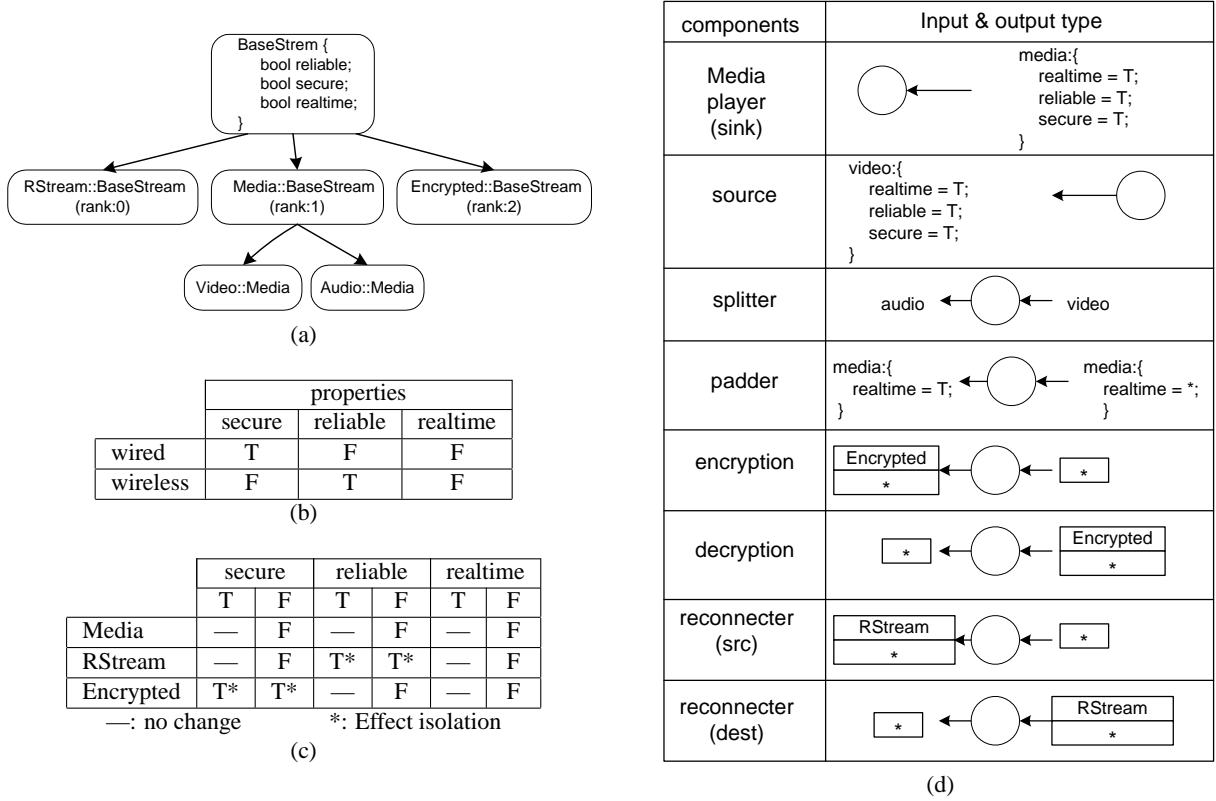 BaseStrem {
bool reliable;
bool secure;
bool realtime;
}
RStream::BaseStream
(rank:0)
Media::BaseStream
(rank:1)
Encrypted::BaseStream
(rank:2)
Video::Media
Audio::Media
(a)
properties
secure reliable realtime
wired T F F
wireless F T F
(b)
secure reliable realtime
T F T F T F
Media — F — F — F
RStream — F T* T* — F
Encrypted T* T* — F — F
—: no change *: Effect isolation
(c)
components Input & output type
Media
player
(sink)
media:{
realtime = T;
reliable = T;
secure = T;
}
source
video:{
realtime = T;
reliable = T;
secure = T;
}
splitter audio video
padder
media:{
realtime = T;
}
media:{
realtime = *;
}
encryption
Encrypted
*
*
decryption
*
Encrypted
*
reconnecter
(src)
RStream
*
*
reconnecter
(dest)
*
RStream
*
(d)